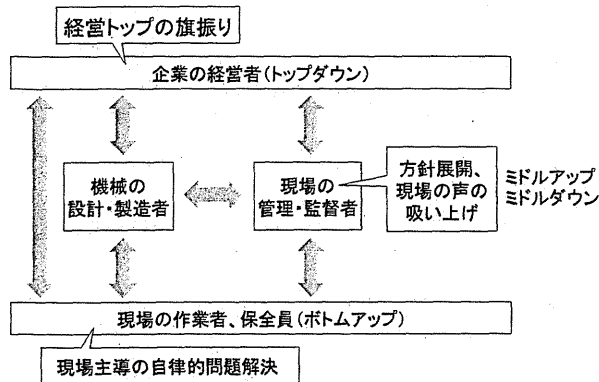 経営トップの旗振り
企業の経営者(トップダウン)
機械の
設計・製造者
現場の
管理・監督者
方針展開、
現場の声の
吸い上げ
ミドルアップ
ミドルダウン
現場の作業者、保全員(ボトムアップ)
現場主導の自律的問題解決